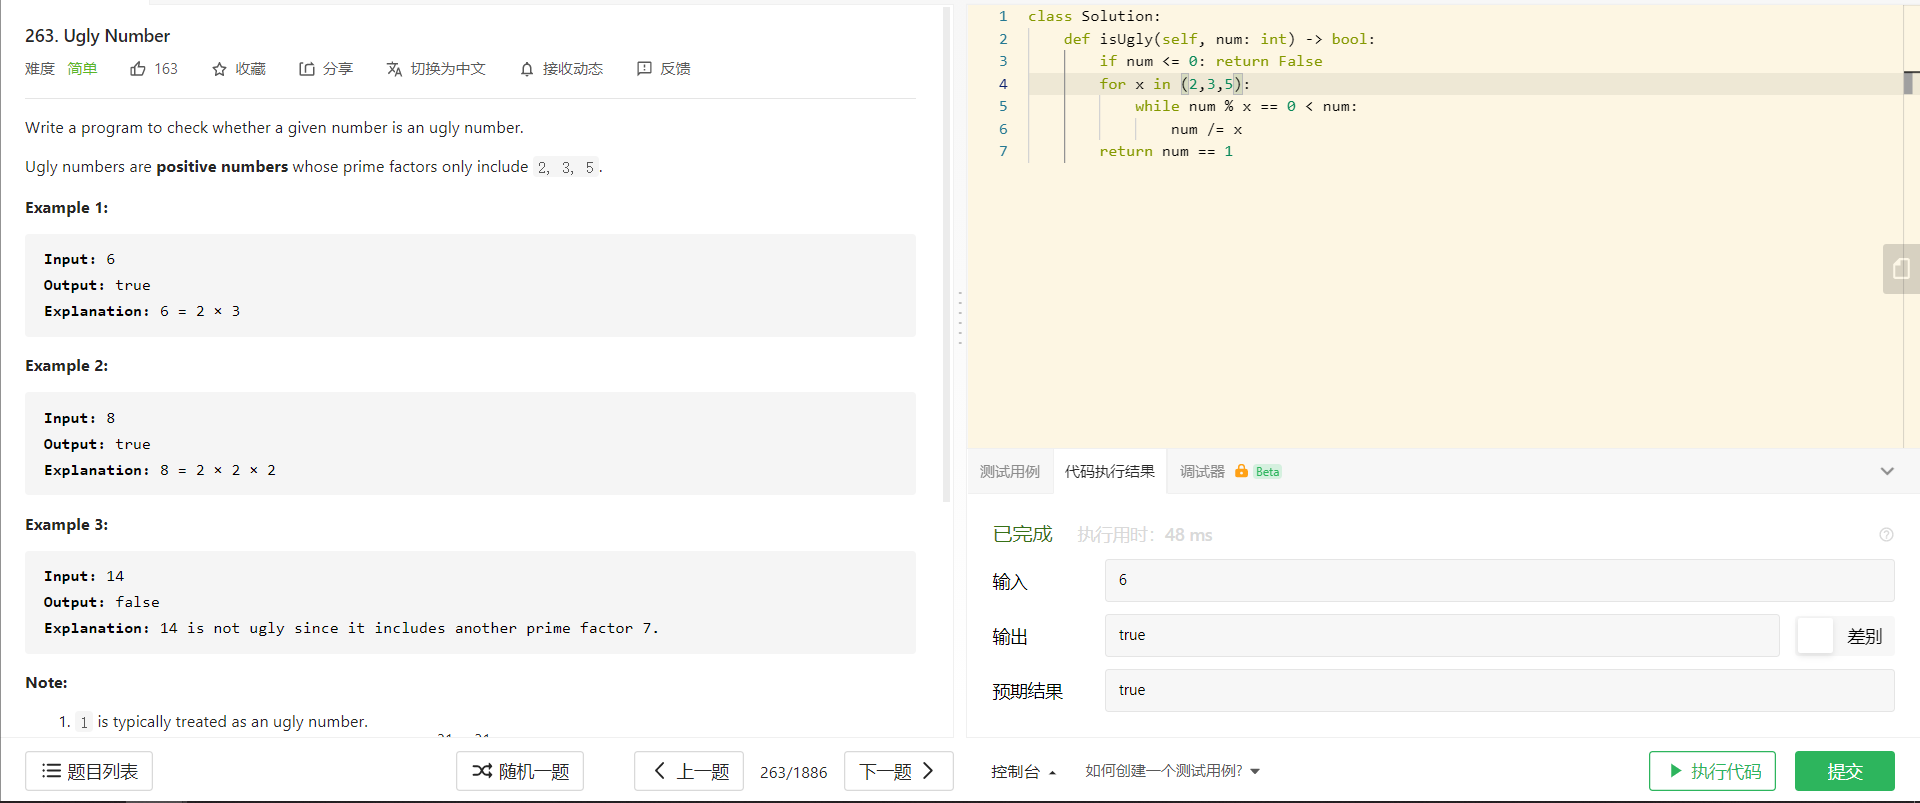 263. Ugly Number
难度 简单 163 收藏 分享 切换为中文 接收动态 反馈
Write a program to check whether a given number is an ugly number.
Ugly numbers are positive numbers whose prime factors only include 2, 3, 5.
Example 1:
Input: 6
Output: true
Explanation: 6 = 2 × 3
Example 2:
Input: 8
Output: true
Explanation: 8 = 2 × 2 × 2
Example 3:
Input: 14
Output: false
Explanation: 14 is not ugly since it includes another prime factor 7.
Note:
1. 1 is typically treated as an ugly number.
题目列表
随机一题
上一题
263/1886
下一题
1 class Solution:
2 def isUgly(self, num: int) -> bool:
3 if num <= 0: return False
4 for x in (2,3,5):
5 while num % x == 0 < num:
6 num /= x
7 return num == 1
测试用例 代码执行结果 调试器 Beta
已完成 执行用时: 48 ms
输入 6
输出 true 差别
预期结果 true
控制台 如何创建一个测试用例?
执行代码
提交